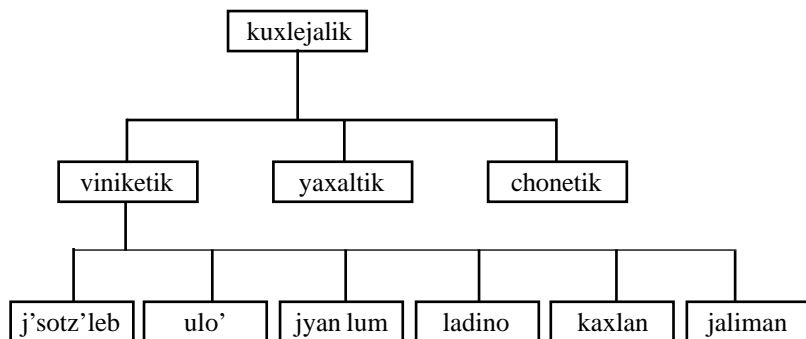 kuxlejalik
viniketik yaxaltik chonetik
j'sotz'leb ulo' jyan lum ladino kaxlan jaliman